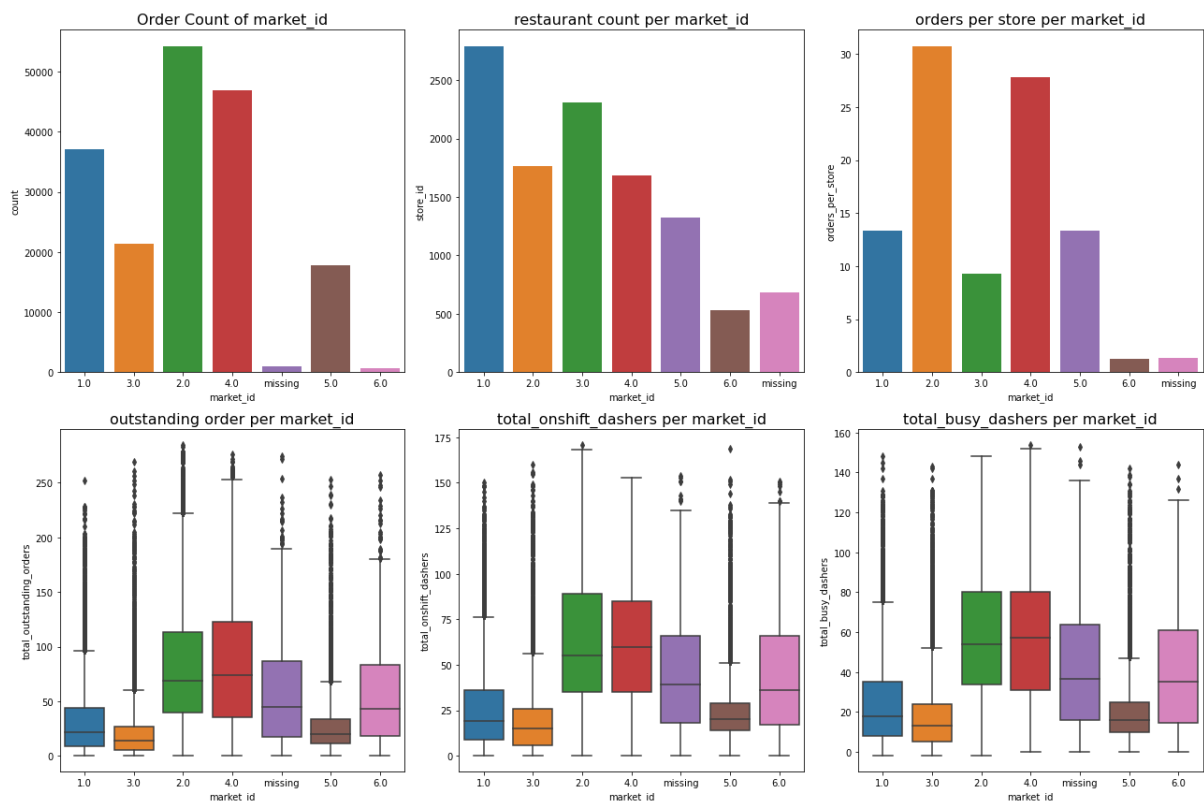 Order Count of market_id
50000
40000
30000
20000
10000
0
count
1.0 3.0 2.0 4.0 missing 5.0 6.0
market_id
restaurant count per market_id
2500
2000
1500
1000
500
0
store_id
1.0 2.0 3.0 4.0 5.0 6.0 missing
market_id
orders per store per market_id
30
25
20
15
10
5
0
orders_per_store
1.0 2.0 3.0 4.0 5.0 6.0 missing
market_id
outstanding order per market_id
250
200
150
100
50
0
total_outstanding_orders
1.0 3.0 2.0 4.0 missing 5.0 6.0
market_id
total_onshift_dashers per market_id
175
150
125
100
75
50
25
0
total_onshift_dashers
1.0 3.0 2.0 4.0 missing 5.0 6.0
market_id
total_busy_dashers per market_id
160
140
120
100
80
60
40
20
0
total_busy_dashers
1.0 3.0 2.0 4.0 missing 5.0 6.0
market_id